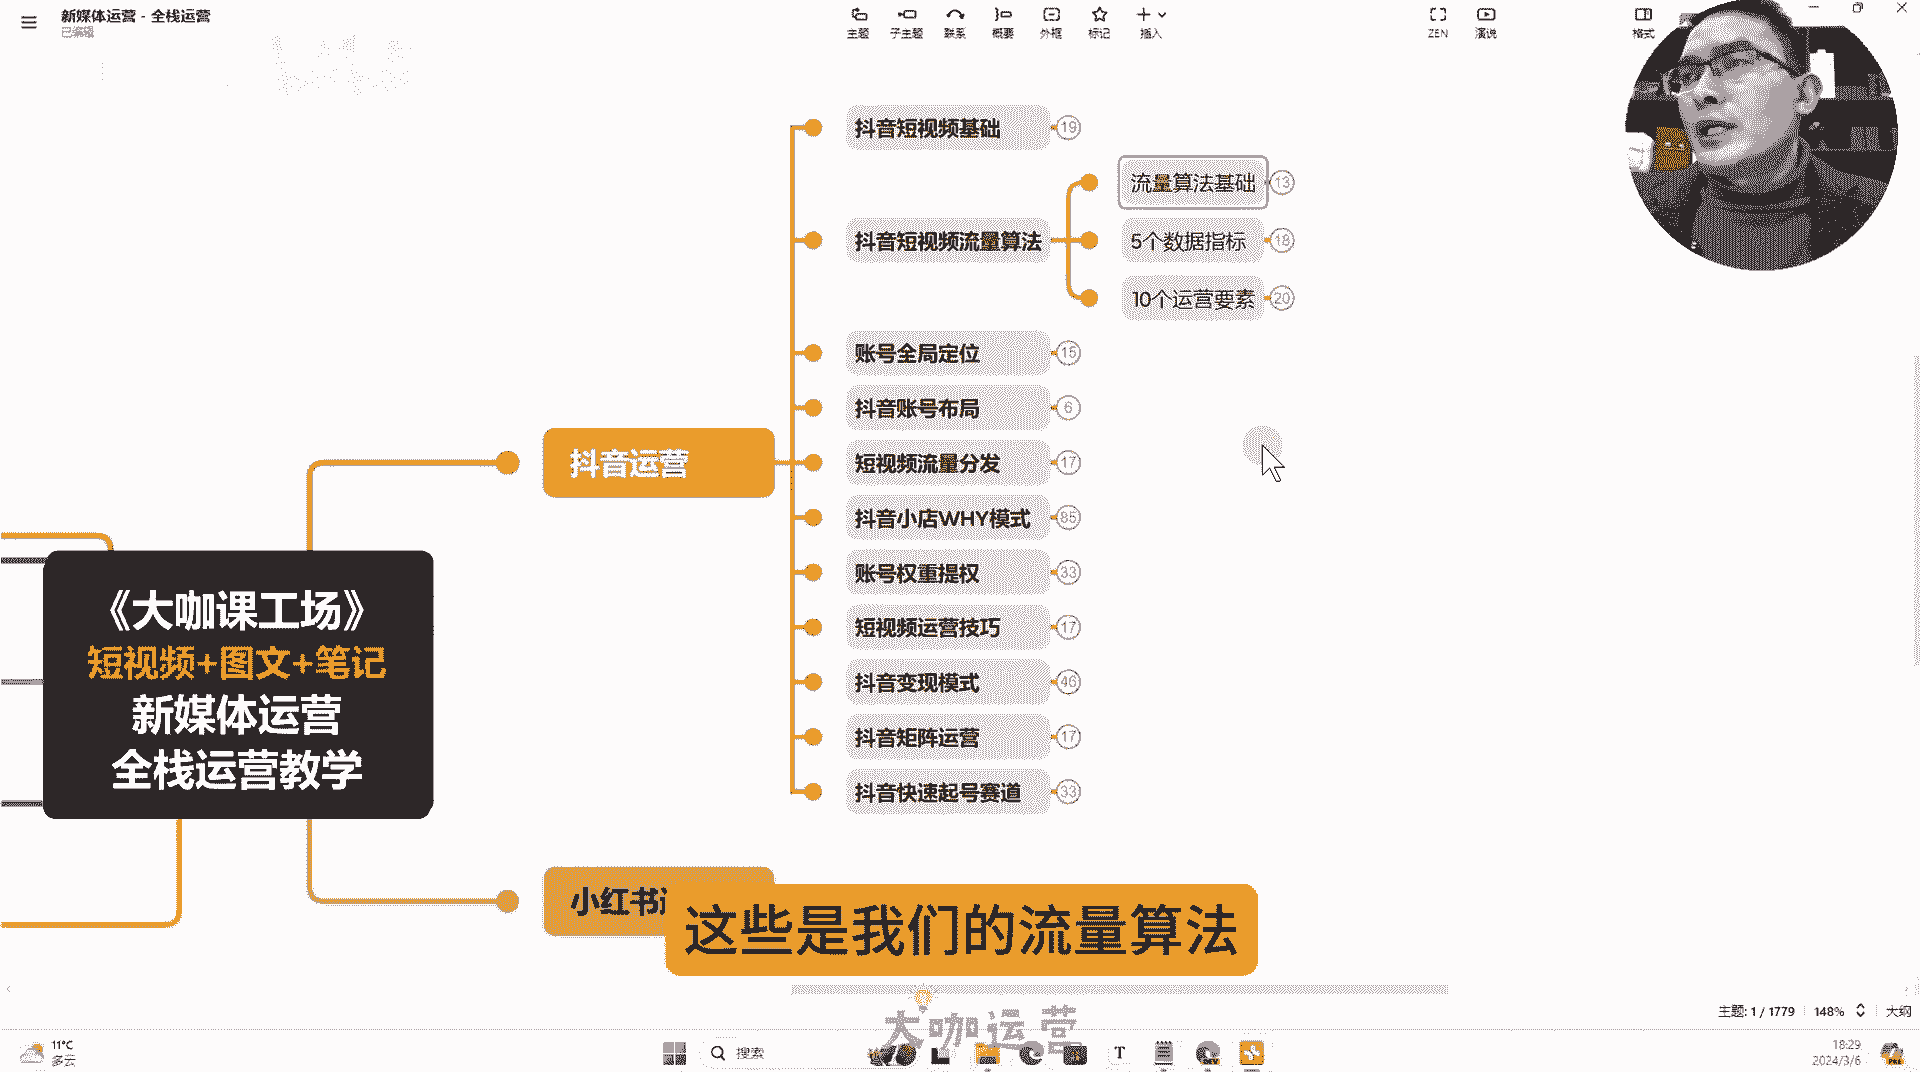 新媒体运营 - 全栈运营
已编辑
主题
子主题
联系
概要
外框
标记
插入
ZEN
演说
格式
抖音短视频基础
19
流量算法基础
13
抖音短视频流量算法
5个数据指标
18
10个运营要素
20
账号全局定位
15
抖音账号布局
6
抖音运营
短视频流量分发
17
抖音小店WHY模式
85
账号权重提权
33
短视频运营技巧
17
抖音变现模式
46
抖音矩阵运营
17
抖音快速起号赛道
33
《大咖课工场》
短视频+图文+笔记
新媒体运营
全栈运营教学
小红书
这些是我们的流量算法
大咖运营
主题: 1 / 1779
148%
大纲
11°C
多云
搜索
18:29
2024/3/6